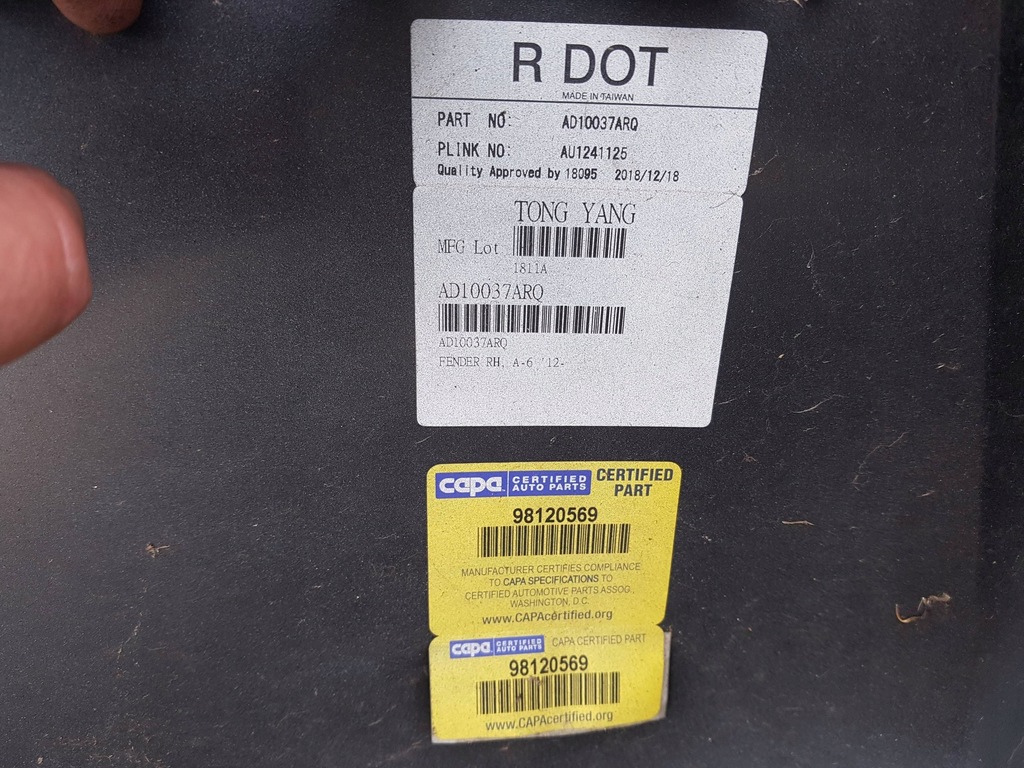 R DOT
MADE IN TAIWAN
PART NO: AD10037ARQ
PLINK NO: AU1241125
Quality Approved by 18095 2018/12/18
TONG YANG
MFG Lot
1811A
AD10037ARQ
AD10037ARQ
FENDER RH, A-6 '12-
capa CERTIFIED AUTO PARTS CERTIFIED PART
98120569
MANUFACTURER CERTIFIES COMPLIANCE
TO CAPA SPECIFICATIONS TO
CERTIFIED AUTOMOTIVE PARTS ASSOC.,
WASHINGTON, D.C.
www.CAPAcertified.org
capa CERTIFIED AUTO PARTS CAPA CERTIFIED PART
98120569
www.CAPAcertified.org